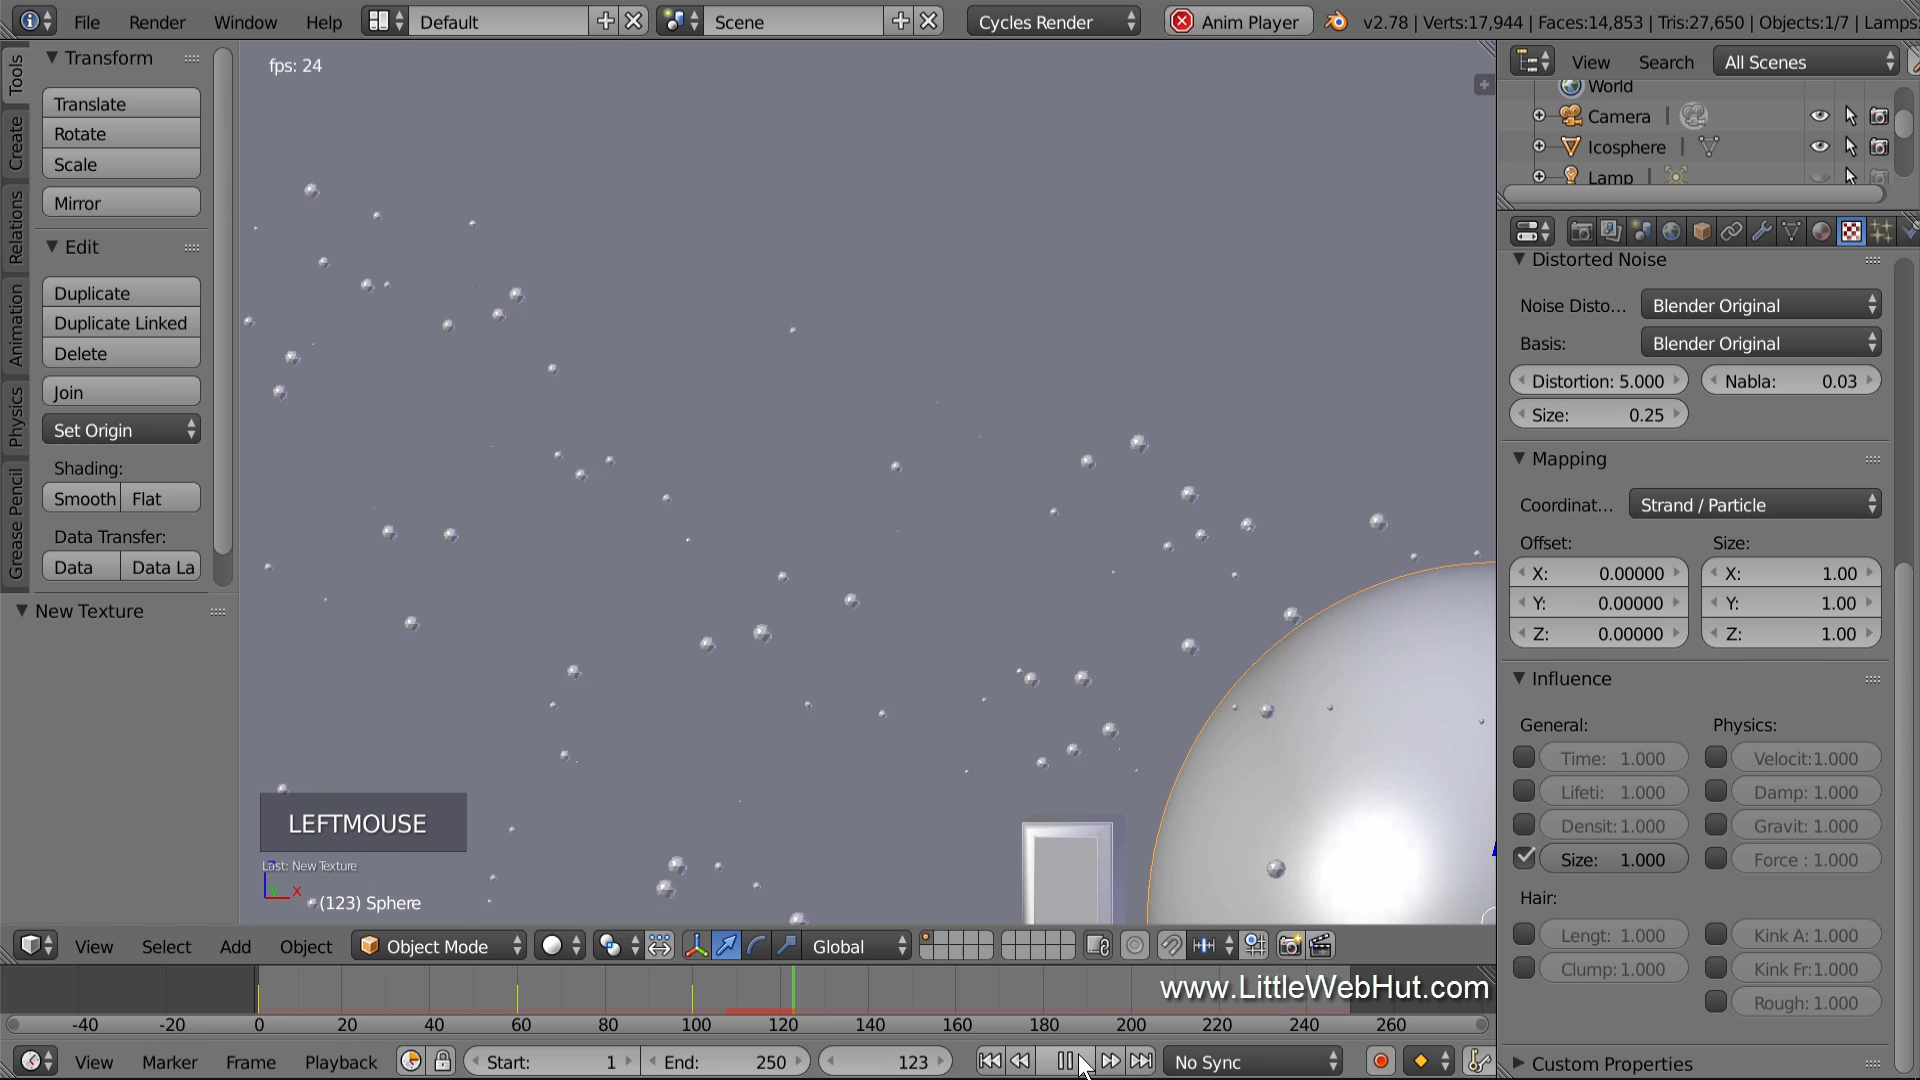 File Render Window Help Default Scene Cycles Render Anim Player v2.78 | Verts:17,944 | Faces:14,853 | Tris:27,650 | Objects:1/7 | Lamps:
Tools
Create
Relations
Animation
Physics
Grease Pencil
Transform
Translate
Rotate
Scale
Mirror
Edit
Duplicate
Duplicate Linked
Delete
Join
Set Origin
Shading:
Smooth Flat
Data Transfer:
Data Data La
New Texture
fps: 24
LEFTMOUSE
Last: New Texture
(123) Sphere
View Select Add Object Object Mode Global
www.LittleWebHut.com
-40 -20 0 20 40 60 80 100 120 140 160 180 200 220 240 260
View Marker Frame Playback Start: 1 End: 250 123 No Sync
View Search All Scenes
World
Camera
Icosphere
Lamp
Distorted Noise
Noise Disto... Blender Original
Basis: Blender Original
Distortion: 5.000 Nabla: 0.03
Size: 0.25
Mapping
Coordinat... Strand / Particle
Offset: Size:
X: 0.00000 X: 1.00
Y: 0.00000 Y: 1.00
Z: 0.00000 Z: 1.00
Influence
General: Physics:
Time: 1.000 Velocit:1.000
Lifeti: 1.000 Damp: 1.000
Densit: 1.000 Gravit: 1.000
Size: 1.000 Force : 1.000
Hair:
Lengt: 1.000 Kink A: 1.000
Clump: 1.000 Kink Fr:1.000
Rough: 1.000
Custom Properties